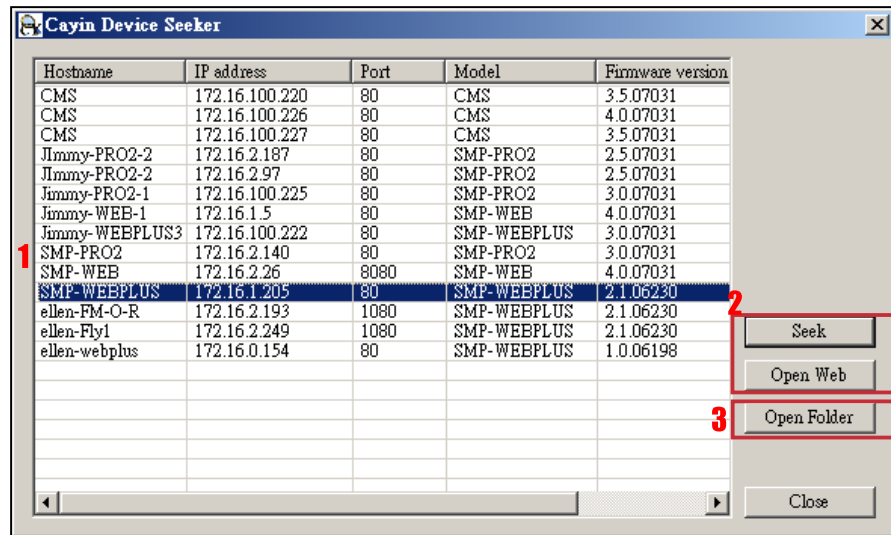 Cayin Device Seeker
Hostname IP address Port Model Firmware version
CMS 172.16.100.220 80 CMS 3.5.07031
CMS 172.16.100.226 80 CMS 4.0.07031
CMS 172.16.100.227 80 CMS 3.5.07031
JImmy-PRO2-2 172.16.2.187 80 SMP-PRO2 2.5.07031
JImmy-PRO2-2 172.16.2.97 80 SMP-PRO2 2.5.07031
Jimmy-PRO2-1 172.16.100.225 80 SMP-PRO2 3.0.07031
Jimmy-WEB-1 172.16.1.5 80 SMP-WEB 4.0.07031
Jimmy-WEBPLUS3 172.16.100.222 80 SMP-WEBPLUS 3.0.07031
1 SMP-PRO2 172.16.2.140 80 SMP-PRO2 3.0.07031
SMP-WEB 172.16.2.26 8080 SMP-WEB 4.0.07031
SMP-WEBPLUS 172.16.1.205 80 SMP-WEBPLUS 2.1.06230
ellen-FM-O-R 172.16.2.193 1080 SMP-WEBPLUS 2.1.06230
ellen-Fly1 172.16.2.249 1080 SMP-WEBPLUS 2.1.06230
ellen-webplus 172.16.0.154 80 SMP-WEBPLUS 1.0.06198
2
Seek
Open Web
3 Open Folder
Close